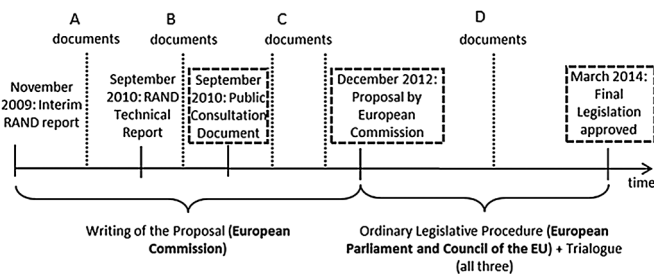 A
documents
B
documents
C
documents
D
documents
November
2009: Interim
RAND report
September
2010: RAND
Technical
Report
September
2010: Public
Consultation
Document
December 2012:
Proposal by
European
Commission
March 2014:
Final
Legislation
approved
time
Writing of the Proposal (European
Commission)
Ordinary Legislative Procedure (European
Parliament and Council of the EU) + Trialogue
(all three)